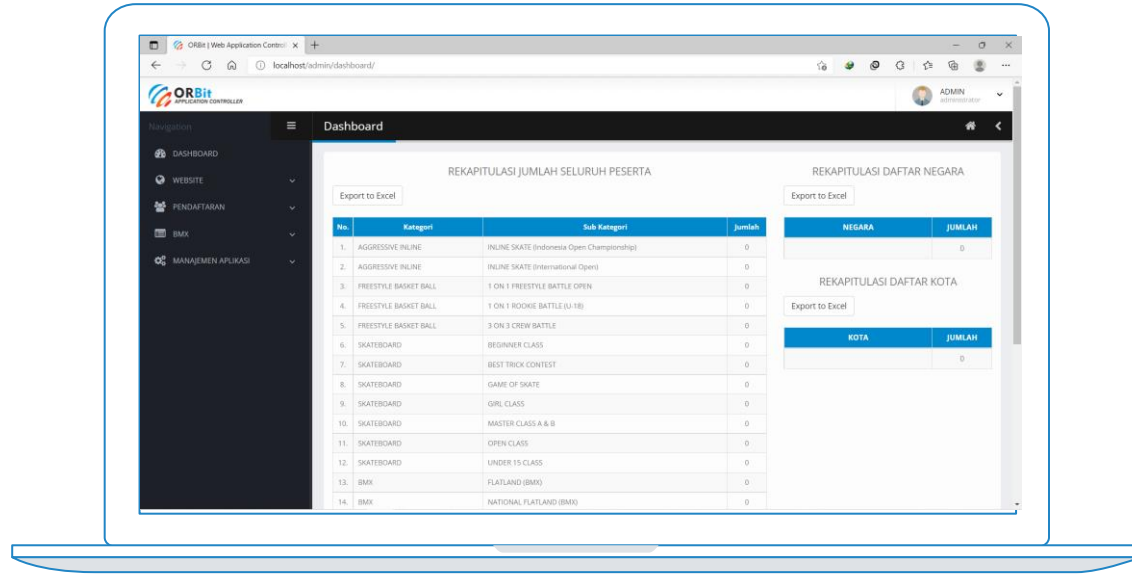 ORBit | Web Application Control
localhost/admin/dashboard/
ORBit
APPLICATION CONTROLLER
ADMIN
administrator
Navigation
Dashboard
DASHBOARD
WEBSITE
PENDAFTARAN
BMX
MANAJEMEN APLIKASI
REKAPITULASI JUMLAH SELURUH PESERTA
Export to Excel
No. Kategori Sub Kategori Jumlah
1. AGGRESSIVE INLINE INLINE SKATE (Indonesia Open Championship) 0
2. AGGRESSIVE INLINE INLINE SKATE (International Open) 0
3. FREESTYLE BASKET BALL 1 ON 1 FREESTYLE BATTLE OPEN 0
4. FREESTYLE BASKET BALL 1 ON 1 ROOKIE BATTLE (U-18) 0
5. FREESTYLE BASKET BALL 3 ON 3 CREW BATTLE 0
6. SKATEBOARD BEGINNER CLASS 0
7. SKATEBOARD BEST TRICK CONTEST 0
8. SKATEBOARD GAME OF SKATE 0
9. SKATEBOARD GIRL CLASS 0
10. SKATEBOARD MASTER CLASS A & B 0
11. SKATEBOARD OPEN CLASS 0
12. SKATEBOARD UNDER 15 CLASS 0
13. BMX FLATLAND (BMX) 0
14. BMX NATIONAL FLATLAND (BMX) 0
REKAPITULASI DAFTAR NEGARA
Export to Excel
NEGARA JUMLAH
0
REKAPITULASI DAFTAR KOTA
Export to Excel
KOTA JUMLAH
0